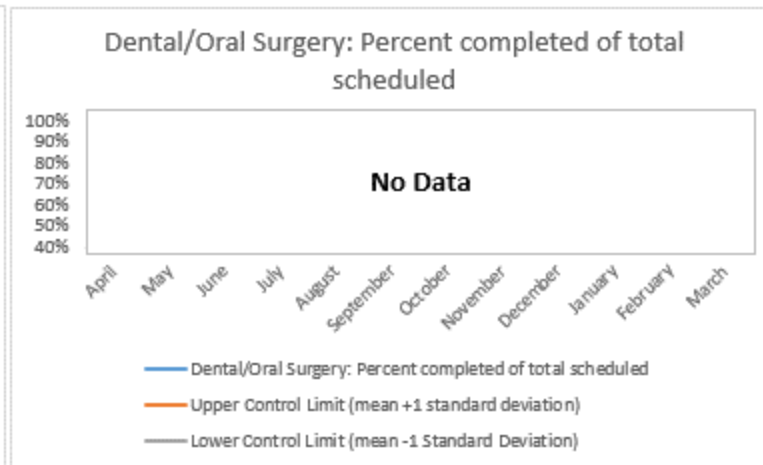 Dental/Oral Surgery: Percent completed of total
scheduled
100%
90%
80%
70%
60%
50%
40%
No Data
April
May
June
July
August
September
October
November
December
January
February
March
Dental/Oral Surgery: Percent completed of total scheduled
Upper Control Limit (mean +1 standard deviation)
Lower Control Limit (mean -1 Standard Deviation)